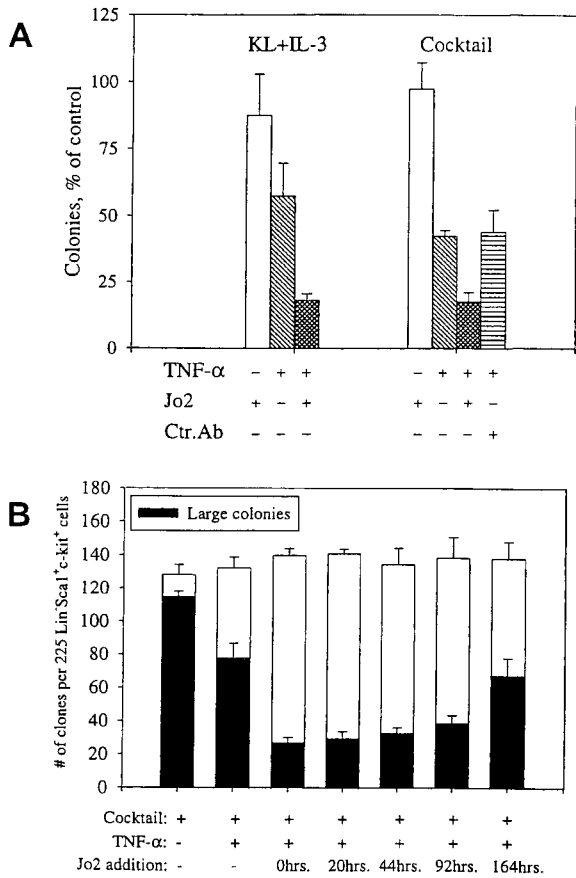 A
125
100
75
50
25
0
Colonies, % of control
KL+IL-3
Cocktail
TNF-α - + + - + + +
Jo2 + - + + - + -
Ctr.Ab - - - - - - +
B
180
160
140
120
100
80
60
40
20
0
# of clones per 225 Lin⁻Sca1⁺c-kit⁺ cells
Large colonies
Cocktail: + + + + + + +
TNF-α: - + + + + + +
Jo2 addition: - - 0hrs. 20hrs. 44hrs. 92hrs. 164hrs.